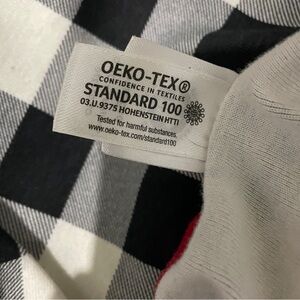 OEKO-TEX®
CONFIDENCE IN TEXTILES
STANDARD 100
03.U.9375 HOHENSTEIN HTTI
Tested for harmful substances.
www.oeko-tex.com/standard100